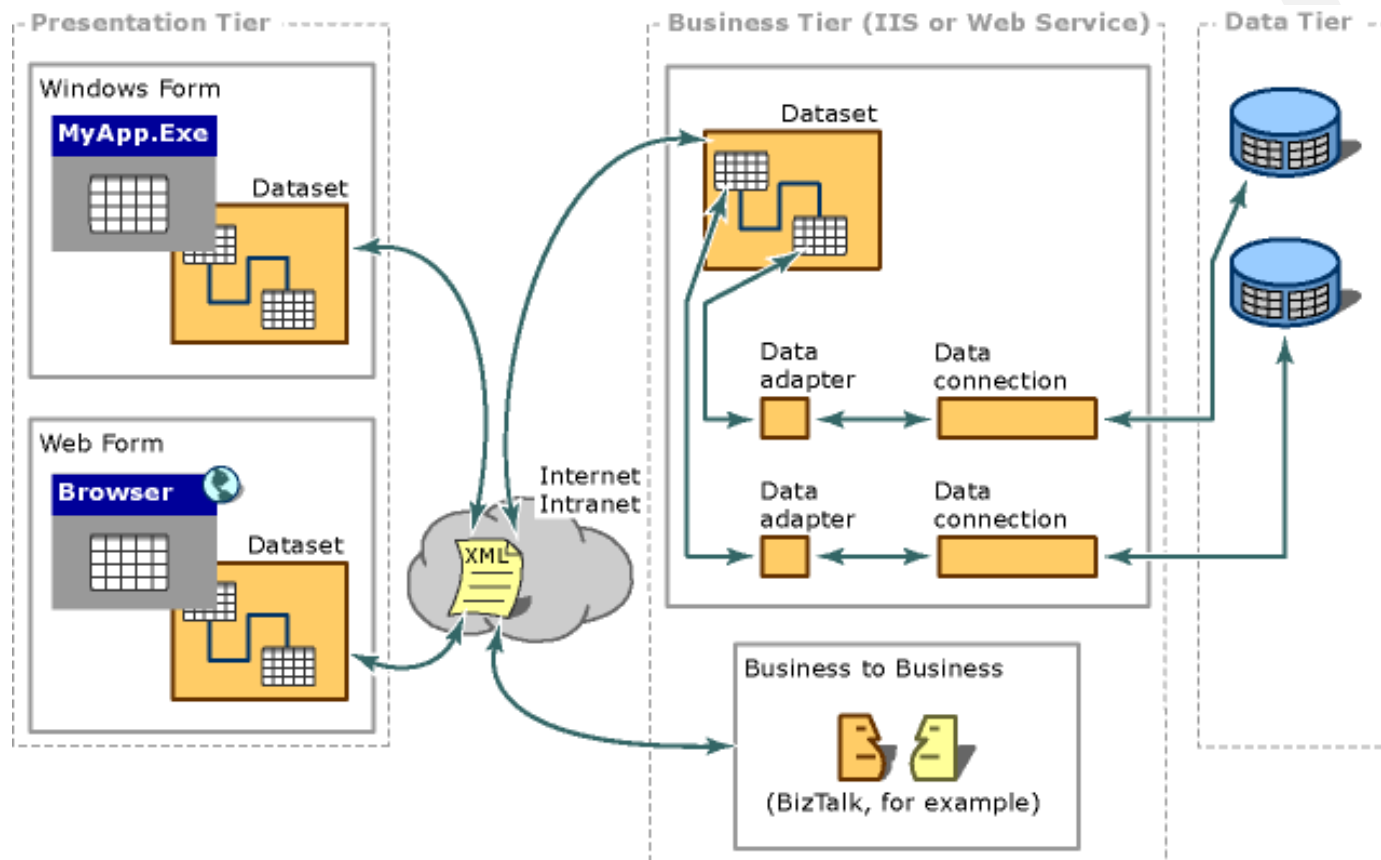 Presentation Tier
Windows Form
MyApp.Exe
Dataset
Web Form
Browser
Dataset
Internet
Intranet
XML
Business Tier (IIS or Web Service)
Dataset
Data
adapter
Data
connection
Data
adapter
Data
connection
Business to Business
(BizTalk, for example)
Data Tier